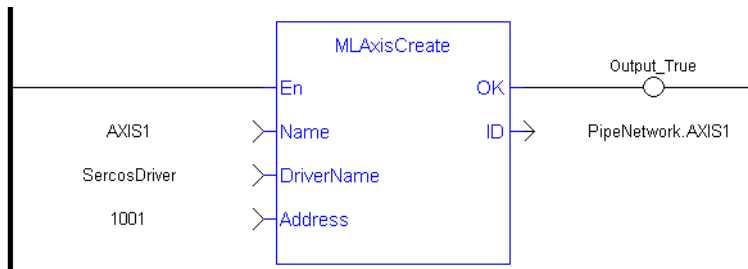 MLAxisCreate
Output_True
En
OK
AXIS1
Name
ID
PipeNetwork.AXIS1
SercosDriver
DriverName
1001
Address